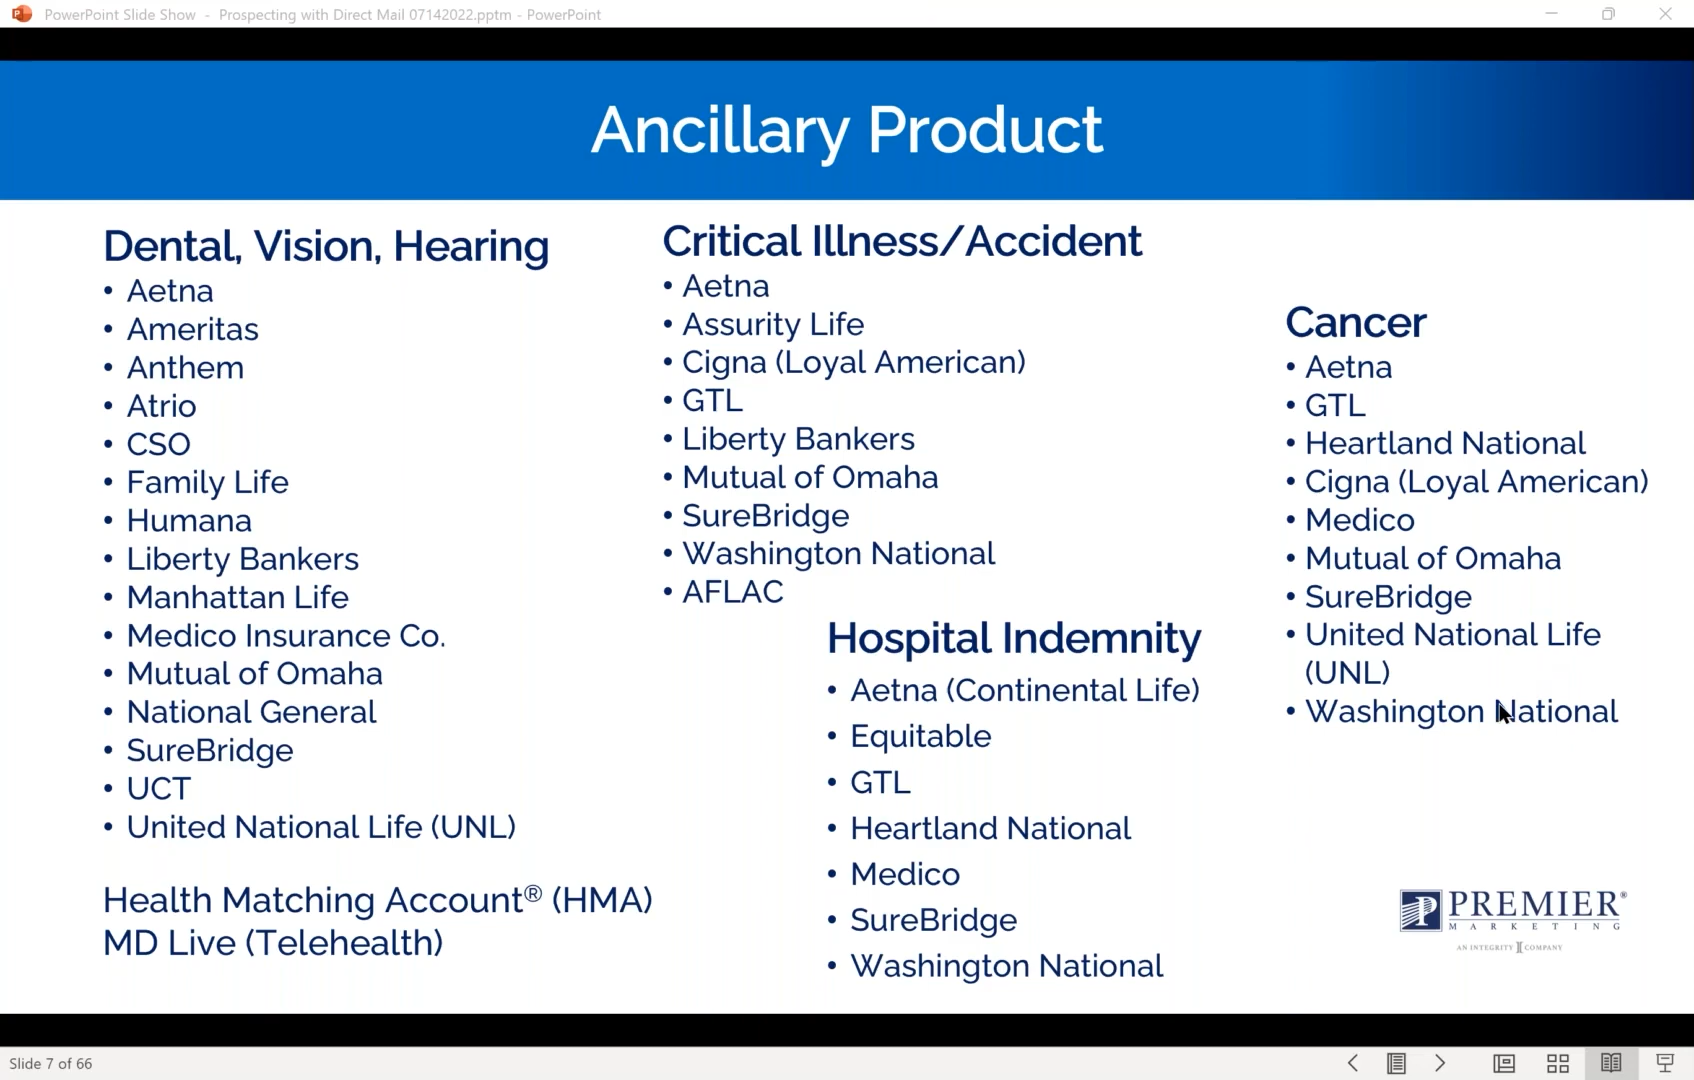 PowerPoint Slide Show - Prospecting with Direct Mail 07142022.pptm - PowerPoint
Ancillary Product
Dental, Vision, Hearing
• Aetna
• Ameritas
• Anthem
• Atrio
• CSO
• Family Life
• Humana
• Liberty Bankers
• Manhattan Life
• Medico Insurance Co.
• Mutual of Omaha
• National General
• SureBridge
• UCT
• United National Life (UNL)
Health Matching Account® (HMA)
MD Live (Telehealth)
Critical Illness/Accident
• Aetna
• Assurity Life
• Cigna (Loyal American)
• GTL
• Liberty Bankers
• Mutual of Omaha
• SureBridge
• Washington National
• AFLAC
Hospital Indemnity
• Aetna (Continental Life)
• Equitable
• GTL
• Heartland National
• Medico
• SureBridge
• Washington National
Cancer
• Aetna
• GTL
• Heartland National
• Cigna (Loyal American)
• Medico
• Mutual of Omaha
• SureBridge
• United National Life
(UNL)
• Washington National
PREMIER®
MARKETING
AN INTEGRITY COMPANY
Slide 7 of 66